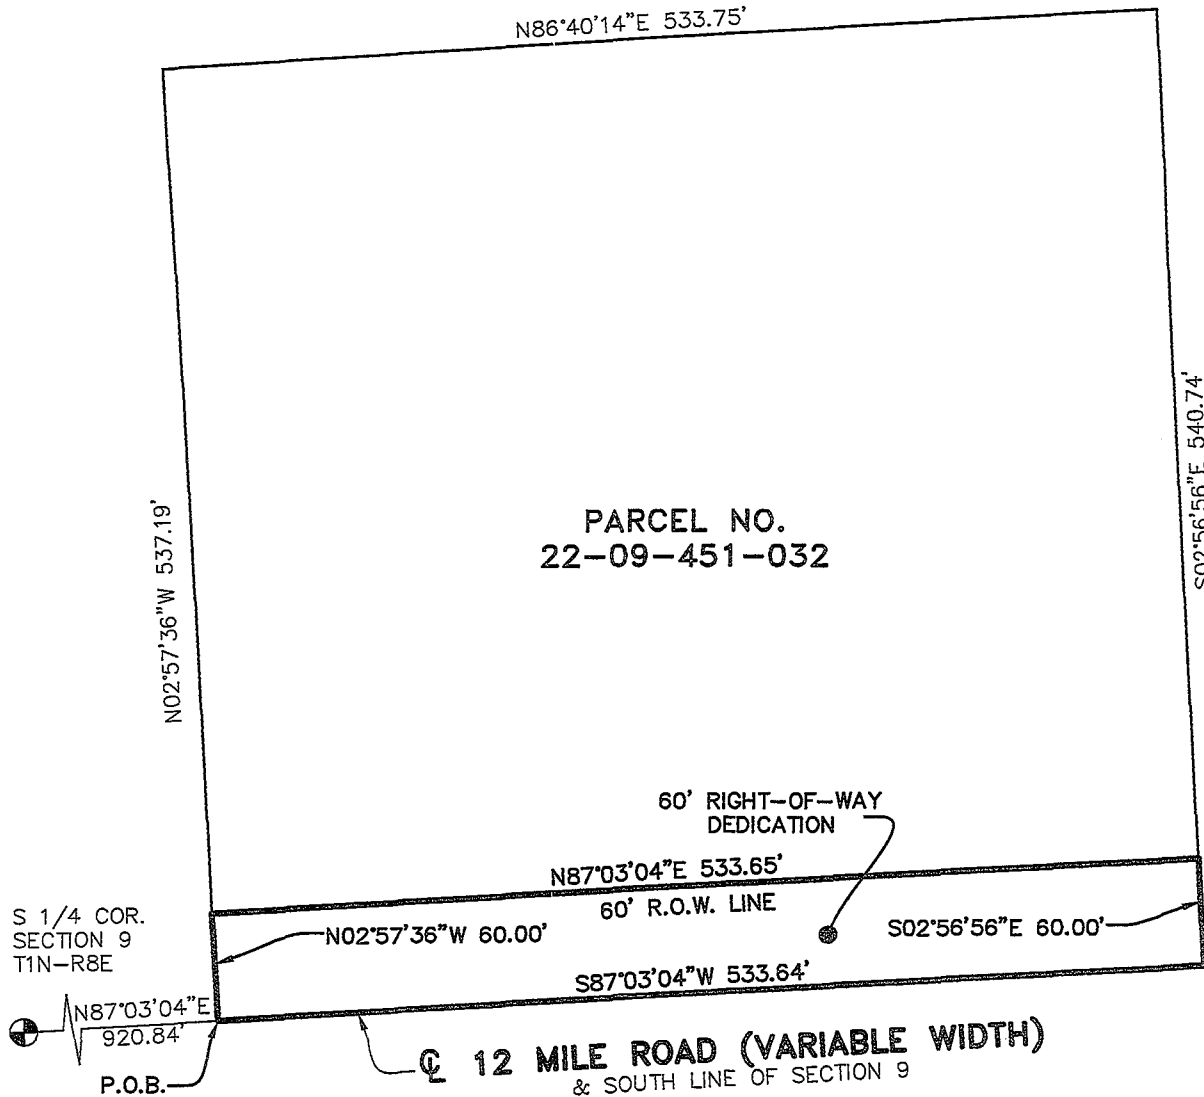 N86°40'14"E 533.75'
N02°57'36"W 537.19'
S02°56'56"E 540.74'
PARCEL NO.
22-09-451-032
60' RIGHT-OF-WAY
DEDICATION
N87°03'04"E 533.65'
60' R.O.W. LINE
N02°57'36"W 60.00'
S02°56'56"E 60.00'
S87°03'04"W 533.64'
S 1/4 COR.
SECTION 9
T1N-R8E
N87°03'04"E
920.84'
P.O.B.
℄ 12 MILE ROAD (VARIABLE WIDTH)
& SOUTH LINE OF SECTION 9